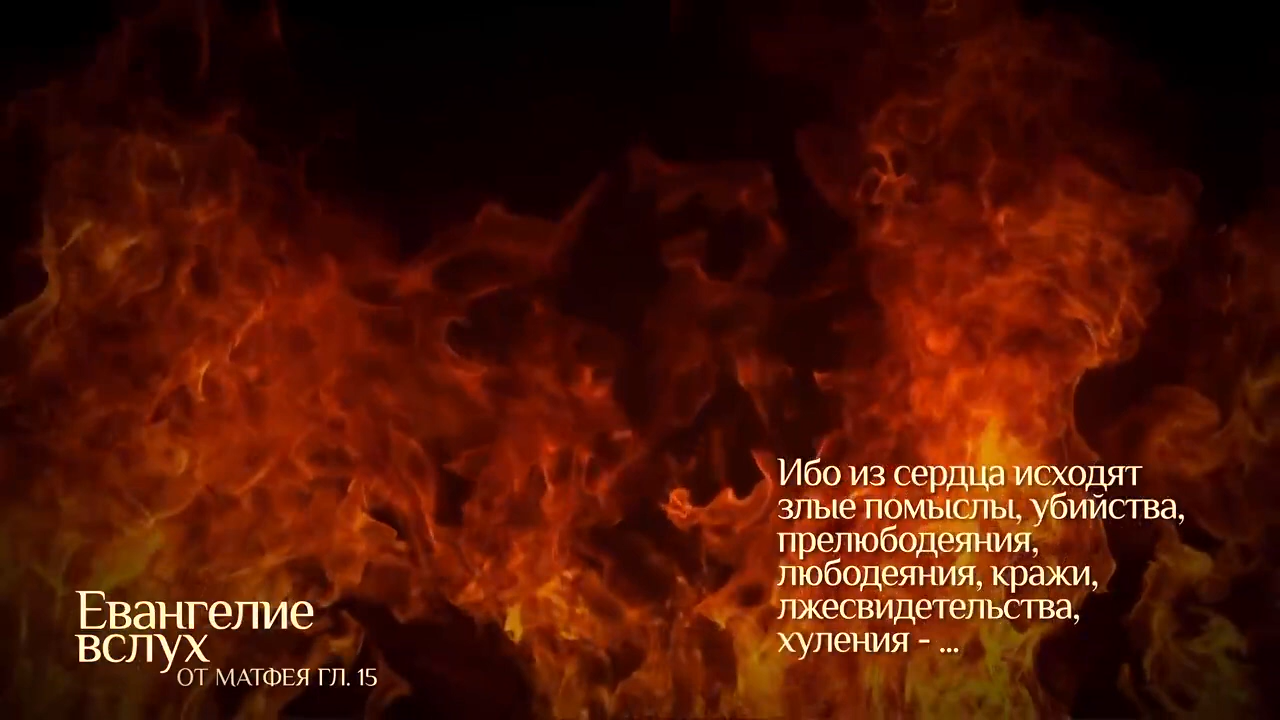 Ибо из сердца исходят
злые помыслы, убийства,
прелюбодеяния,
любодеяния, кражи,
лжесвидетельства,
хуления - ...
Евангелие
вслух
ОТ МАТФЕЯ ГЛ. 15